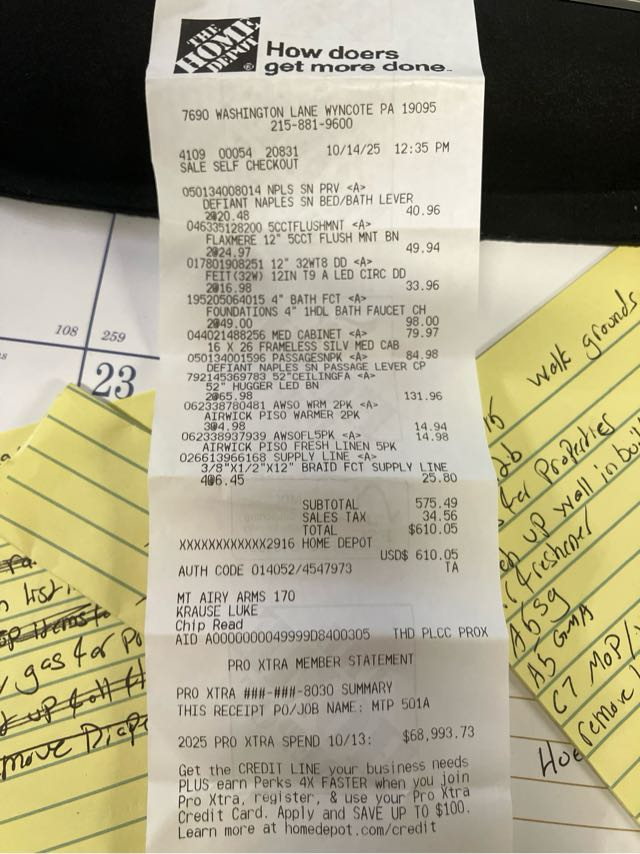 THE HOME DEPOT
How doers
get more done.
7690 WASHINGTON LANE WYNCOTE PA 19095
215-881-9600
4109 00054 20831 10/14/25 12:35 PM
SALE SELF CHECKOUT
050134008014 NPLS SN PRV <A>
DEFIANT NAPLES SN BED/BATH LEVER
2@20.48 40.96
046335128200 5CCTFLUSHMNT <A>
FLAXMERE 12" 5CCT FLUSH MNT BN
2@24.97 49.94
017801908251 12" 32WT8 DD <A>
FEIT(32W) 12IN T9 A LED CIRC DD
2@16.98 33.96
195205064015 4" BATH FCT <A>
FOUNDATIONS 4" 1HDL BATH FAUCET CH
2@49.00 98.00
044021488256 MED CABINET <A> 79.97
16 X 26 FRAMELESS SILV MED CAB
050134001596 PASSAGESNPK <A> 84.98
DEFIANT NAPLES SN PASSAGE LEVER CP
792145369783 52"CEILINGFA <A>
52" HUGGER LED BN
2@65.98 131.96
062338780481 AWSO WRM 2PK <A>
AIRWICK PISO WARMER 2PK
3@4.98 14.94
062338937939 AWSOFL5PK <A> 14.98
AIRWICK PISO FRESH LINEN 5PK
026613966168 SUPPLY LINE <A>
3/8"X1/2"X12" BRAID FCT SUPPLY LINE
4@6.45 25.80
SUBTOTAL 575.49
SALES TAX 34.56
TOTAL $610.05
XXXXXXXXXXXX2916 HOME DEPOT
USD$ 610.05
AUTH CODE 014052/4547973 TA
MT AIRY ARMS 170
KRAUSE LUKE
Chip Read
AID A0000000049999D8400305 THD PLCC PROX
PRO XTRA MEMBER STATEMENT
PRO XTRA ###-###-8030 SUMMARY
THIS RECEIPT PO/JOB NAME: MTP 501A
2025 PRO XTRA SPEND 10/13: $68,993.73
Get the CREDIT LINE your business needs
PLUS earn Perks 4X FASTER when you join
Pro Xtra, register, & use your Pro Xtra
Credit Card. Apply and SAVE UP TO $100.
Learn more at homedepot.com/credit
108 259
23
list
gas for
up
move
walk grounds
for Properties
up wall in
freshener
A6 59
A5 GMA
C7 MOP/
remove